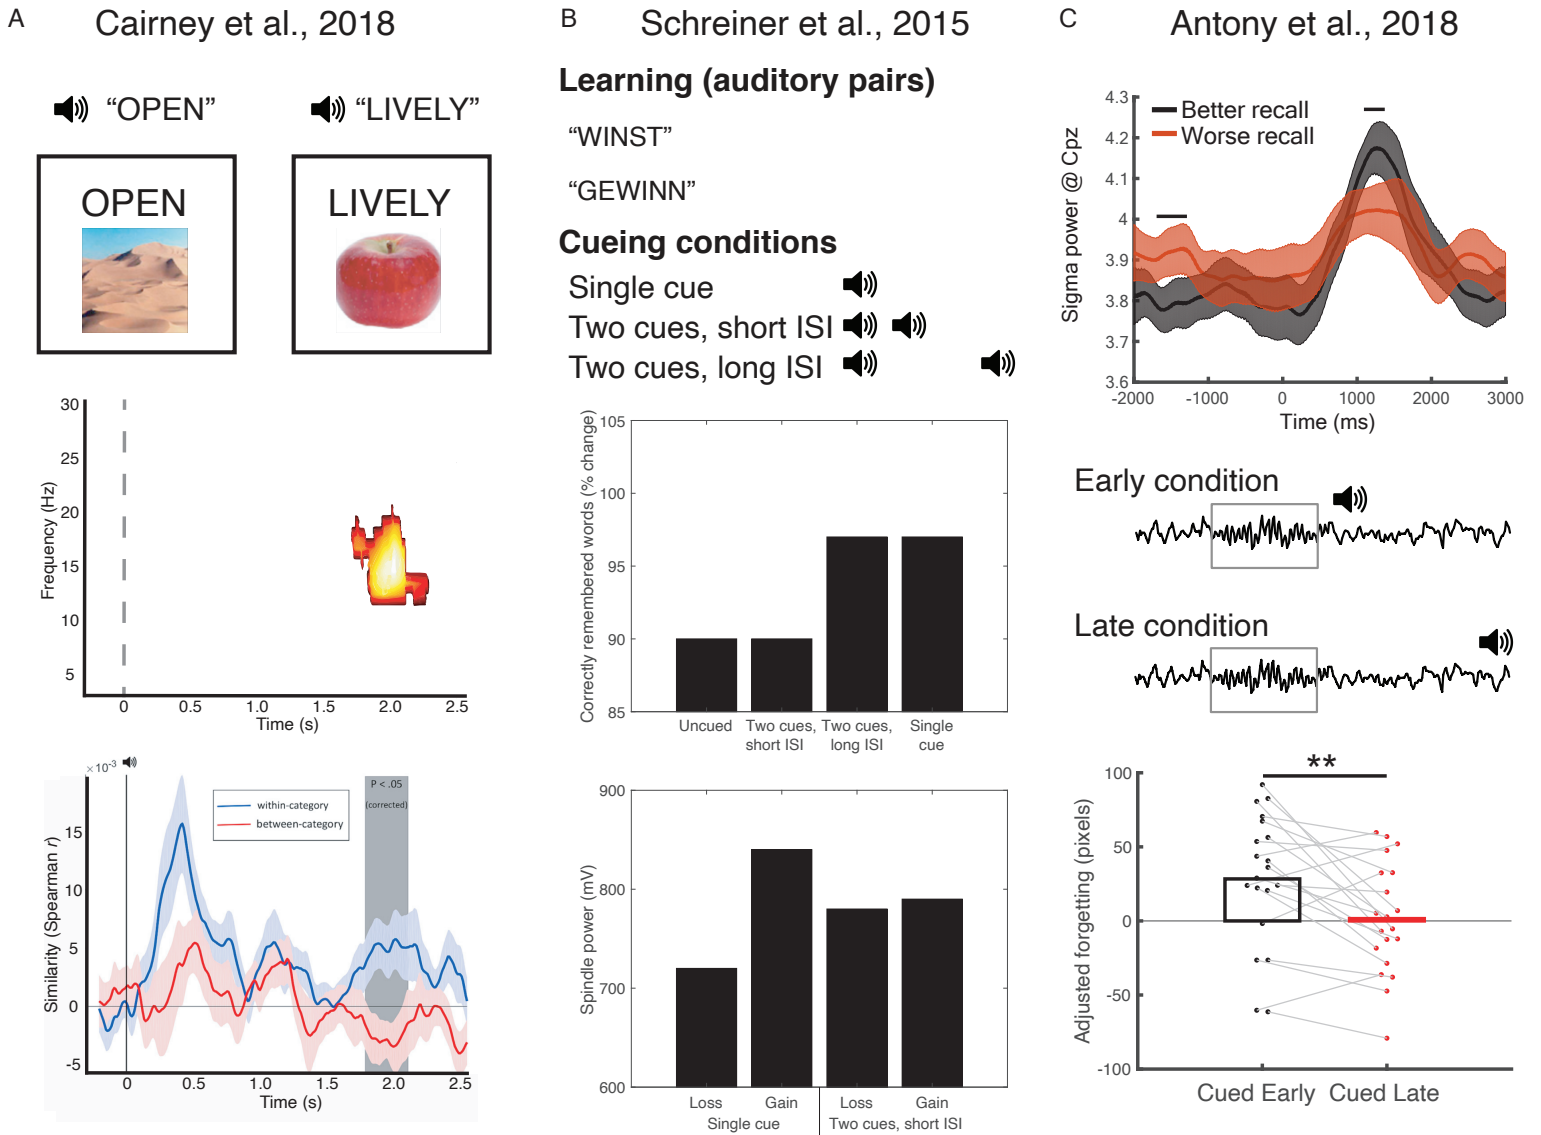 A
Cairney et al., 2018
“OPEN”
“LIVELY”
OPEN
LIVELY
30
25
20
15
10
5
Frequency (Hz)
0
0.5
1.0
1.5
2.0
2.5
Time (s)
×10⁻³
P < .05
(corrected)
within-category
between-category
15
10
5
0
-5
Similarity (Spearman r)
0
0.5
1.0
1.5
2.0
2.5
Time (s)
B
Schreiner et al., 2015
Learning (auditory pairs)
“WINST”
“GEWINN”
Cueing conditions
Single cue
Two cues, short ISI
Two cues, long ISI
105
100
95
90
85
Correctly remembered words (% change)
Uncued
Two cues,
short ISI
Two cues,
long ISI
Single
cue
900
800
700
600
Spindle power (mV)
Loss
Gain
Loss
Gain
Single cue
Two cues, short ISI
C
Antony et al., 2018
4.3
4.2
4.1
4
3.9
3.8
3.7
3.6
Sigma power @ Cpz
Better recall
Worse recall
-2000
-1000
0
1000
2000
3000
Time (ms)
Early condition
Late condition
**
100
50
0
-50
-100
Adjusted forgetting (pixels)
Cued Early
Cued Late